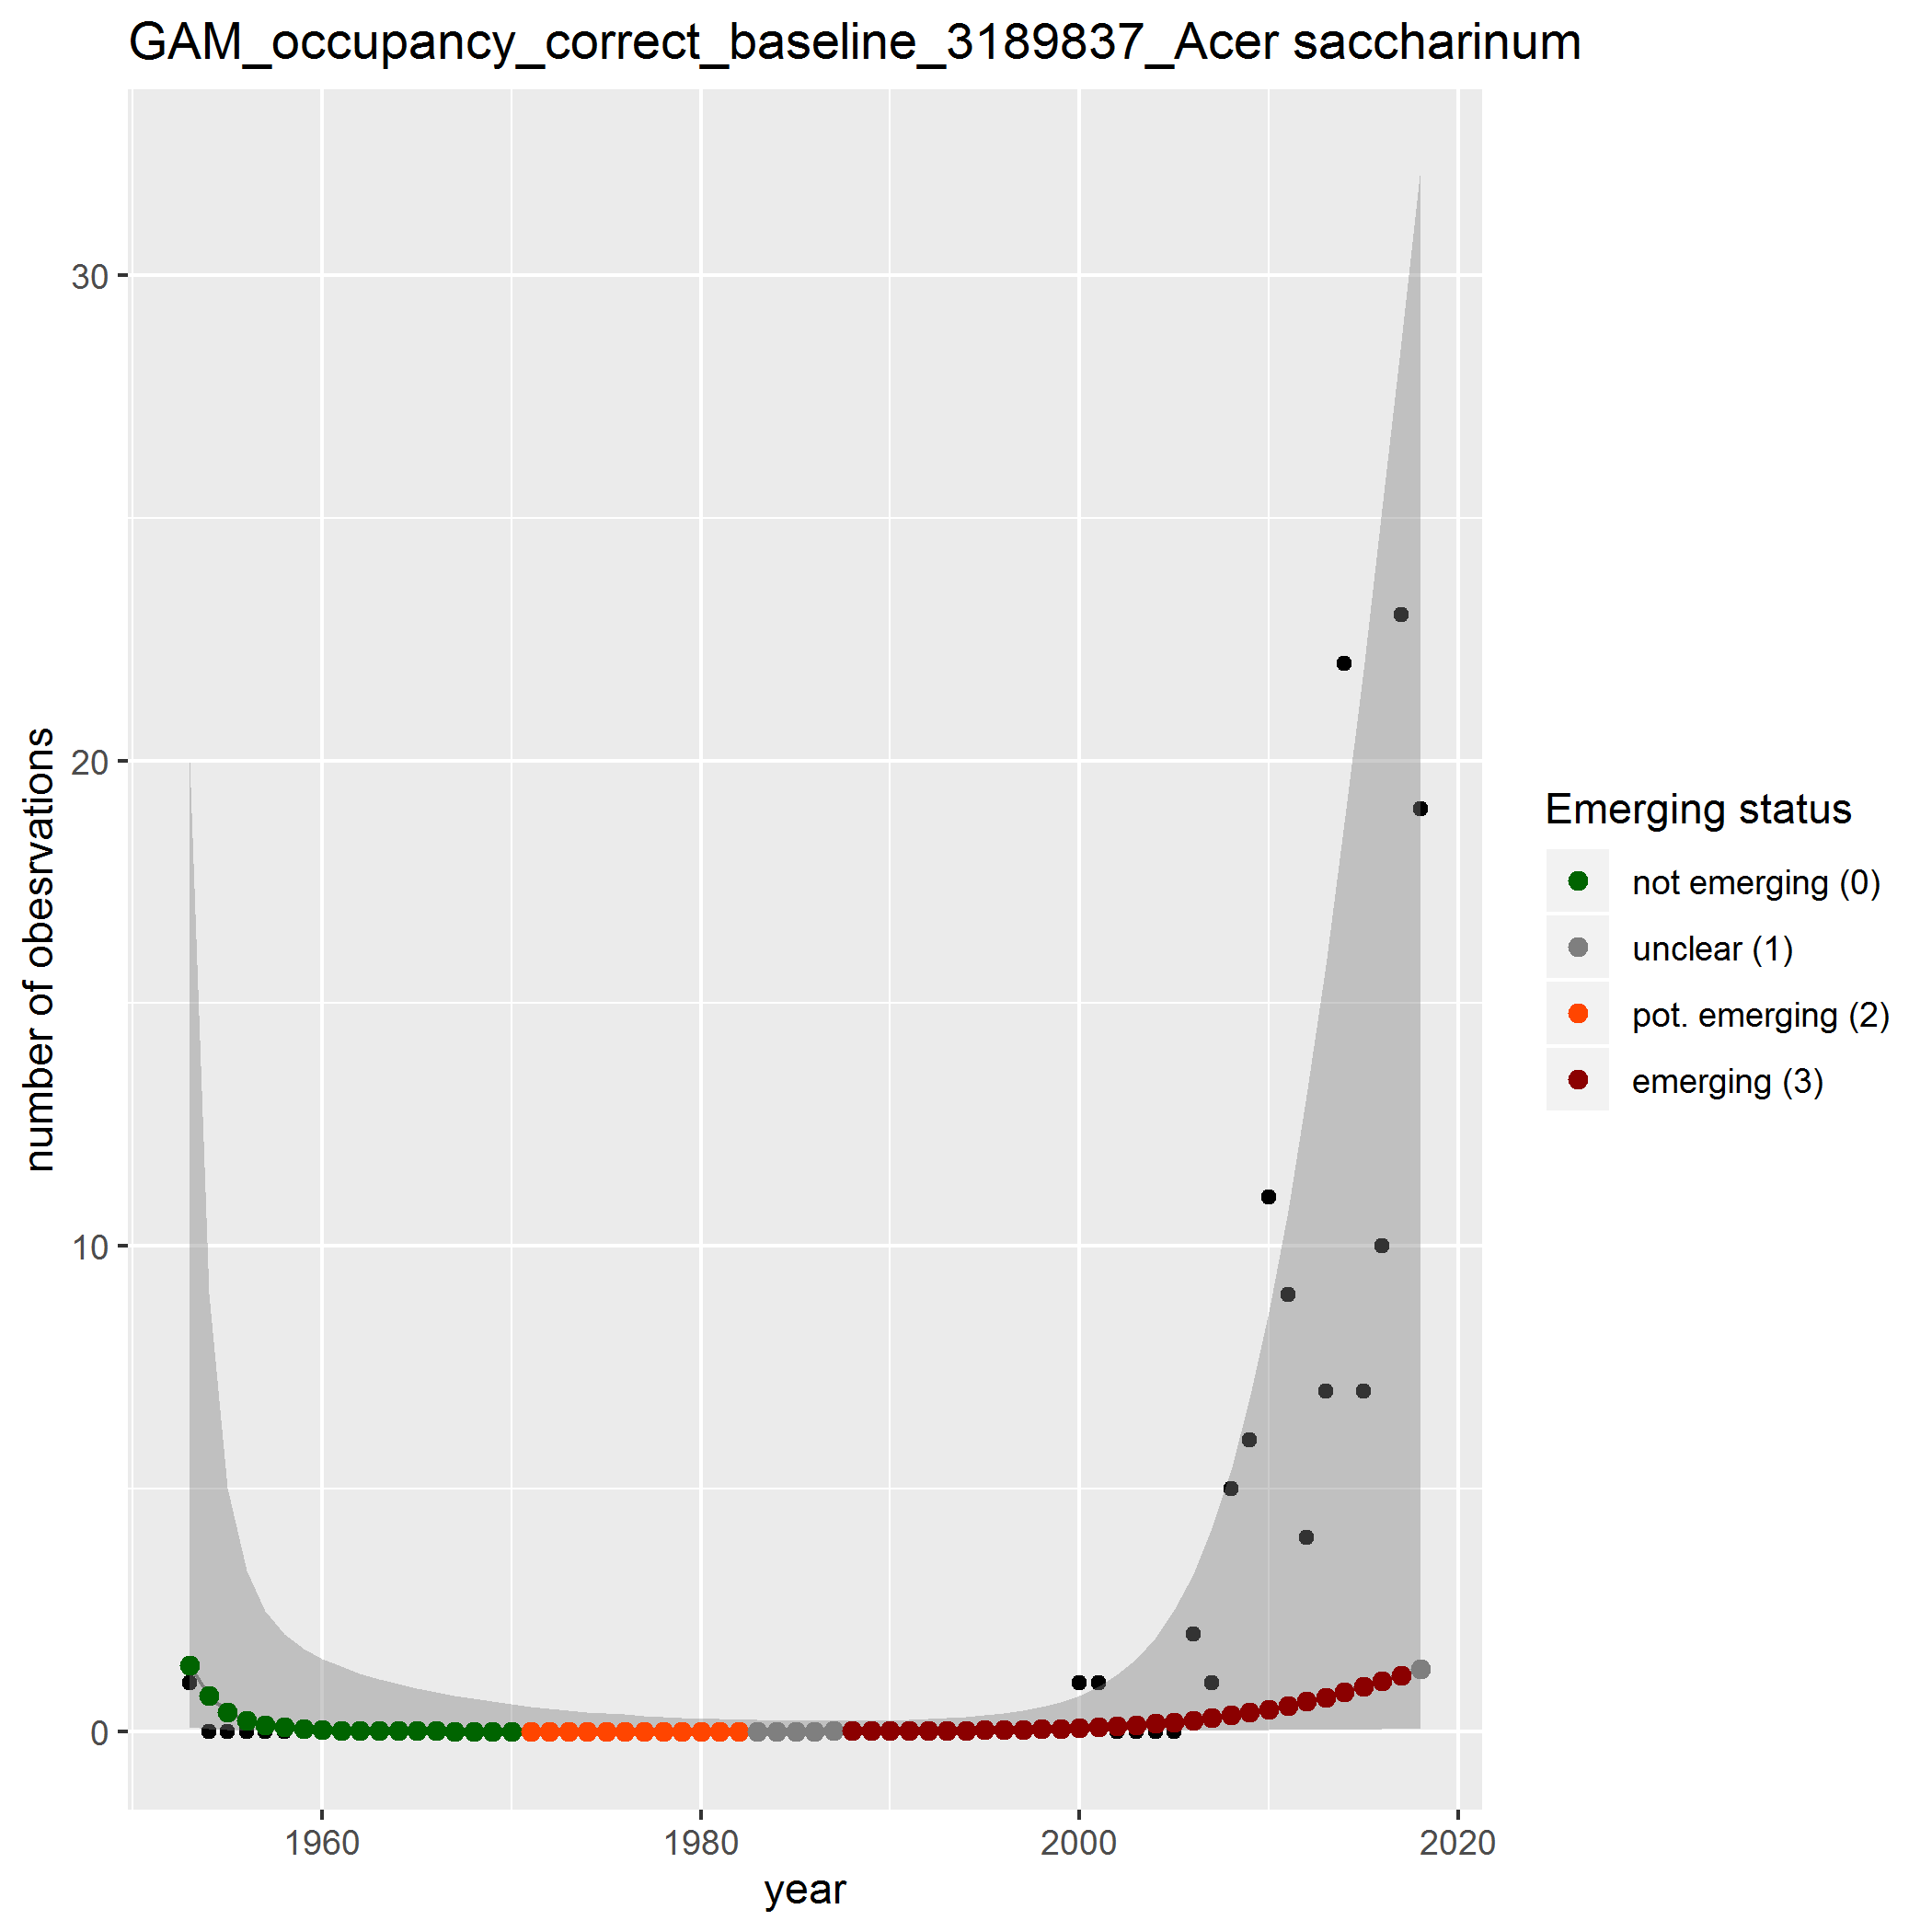 GAM_occupancy_correct_baseline_3189837_Acer saccharinum
30
20
10
0
number of obesrvations
1960
1980
2000
2020
year
Emerging status
not emerging (0)
unclear (1)
pot. emerging (2)
emerging (3)